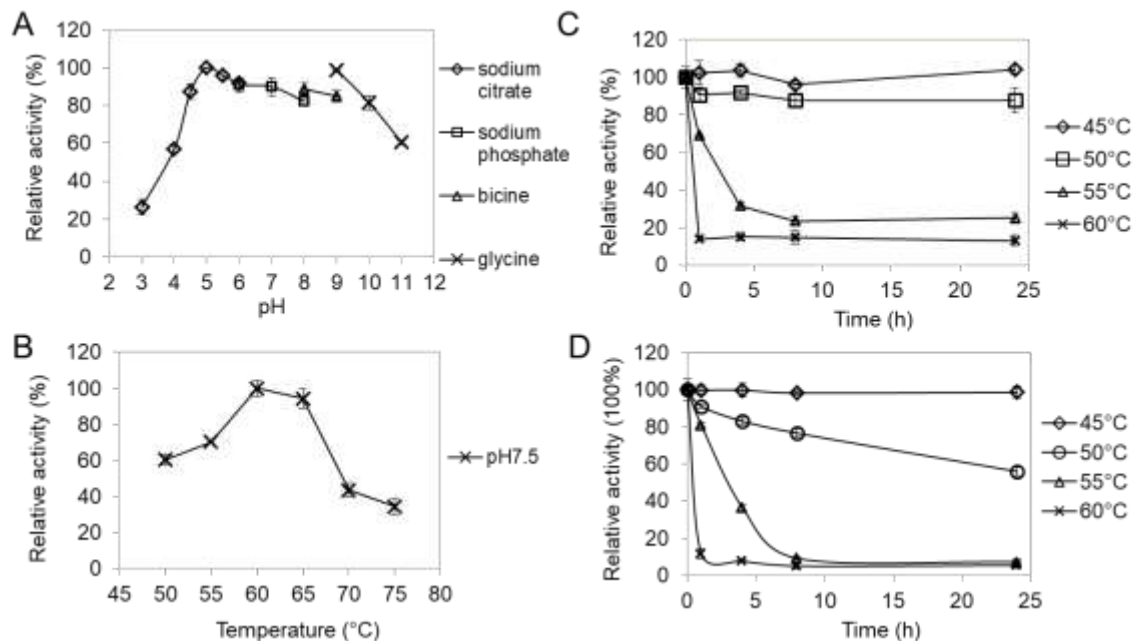 A
Relative activity (%)
120
100
80
60
40
20
0
2 3 4 5 6 7 8 9 10 11 12
pH
sodium
citrate
sodium
phosphate
bicine
glycine
B
Relative activity (%)
120
100
80
60
40
20
0
45 50 55 60 65 70 75 80
Temperature (°C)
pH7.5
C
Relative activity (%)
120
100
80
60
40
20
0
0 5 10 15 20 25
Time (h)
45°C
50°C
55°C
60°C
D
Relative activity (100%)
120
100
80
60
40
20
0
0 5 10 15 20 25
Time (h)
45°C
50°C
55°C
60°C